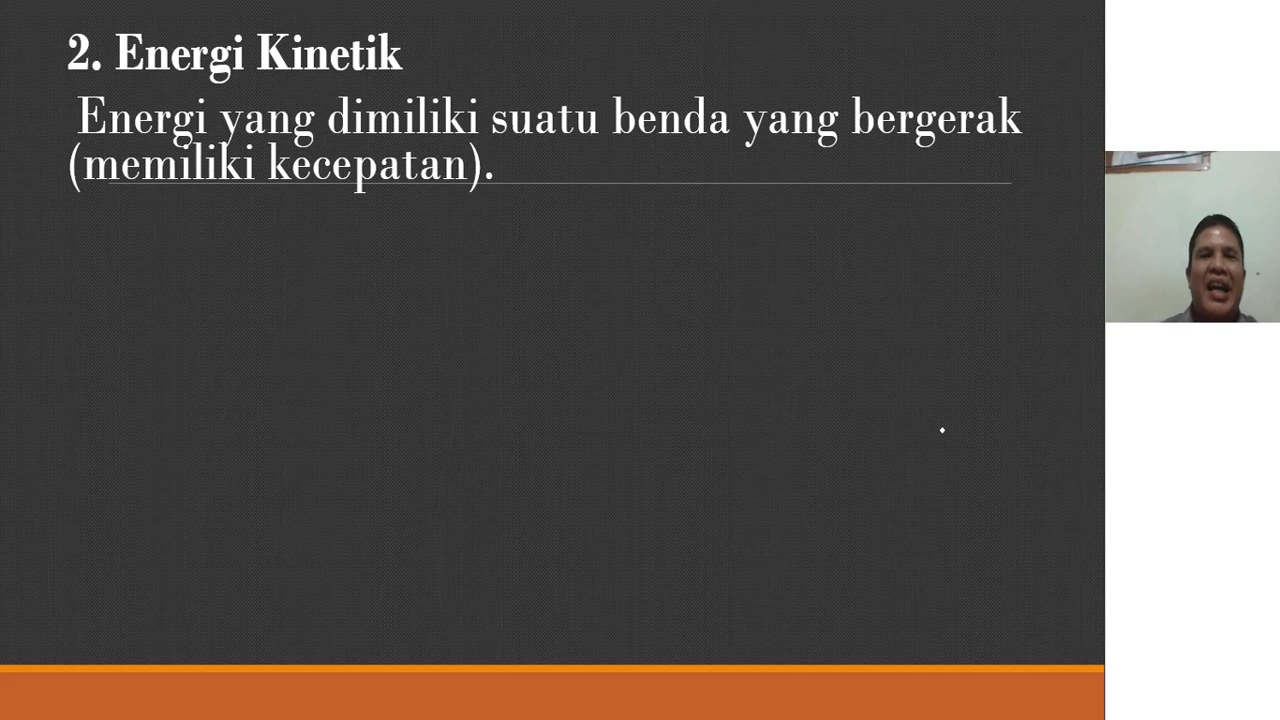 2. Energi Kinetik
Energi yang dimiliki suatu benda yang bergerak
(memiliki kecepatan).